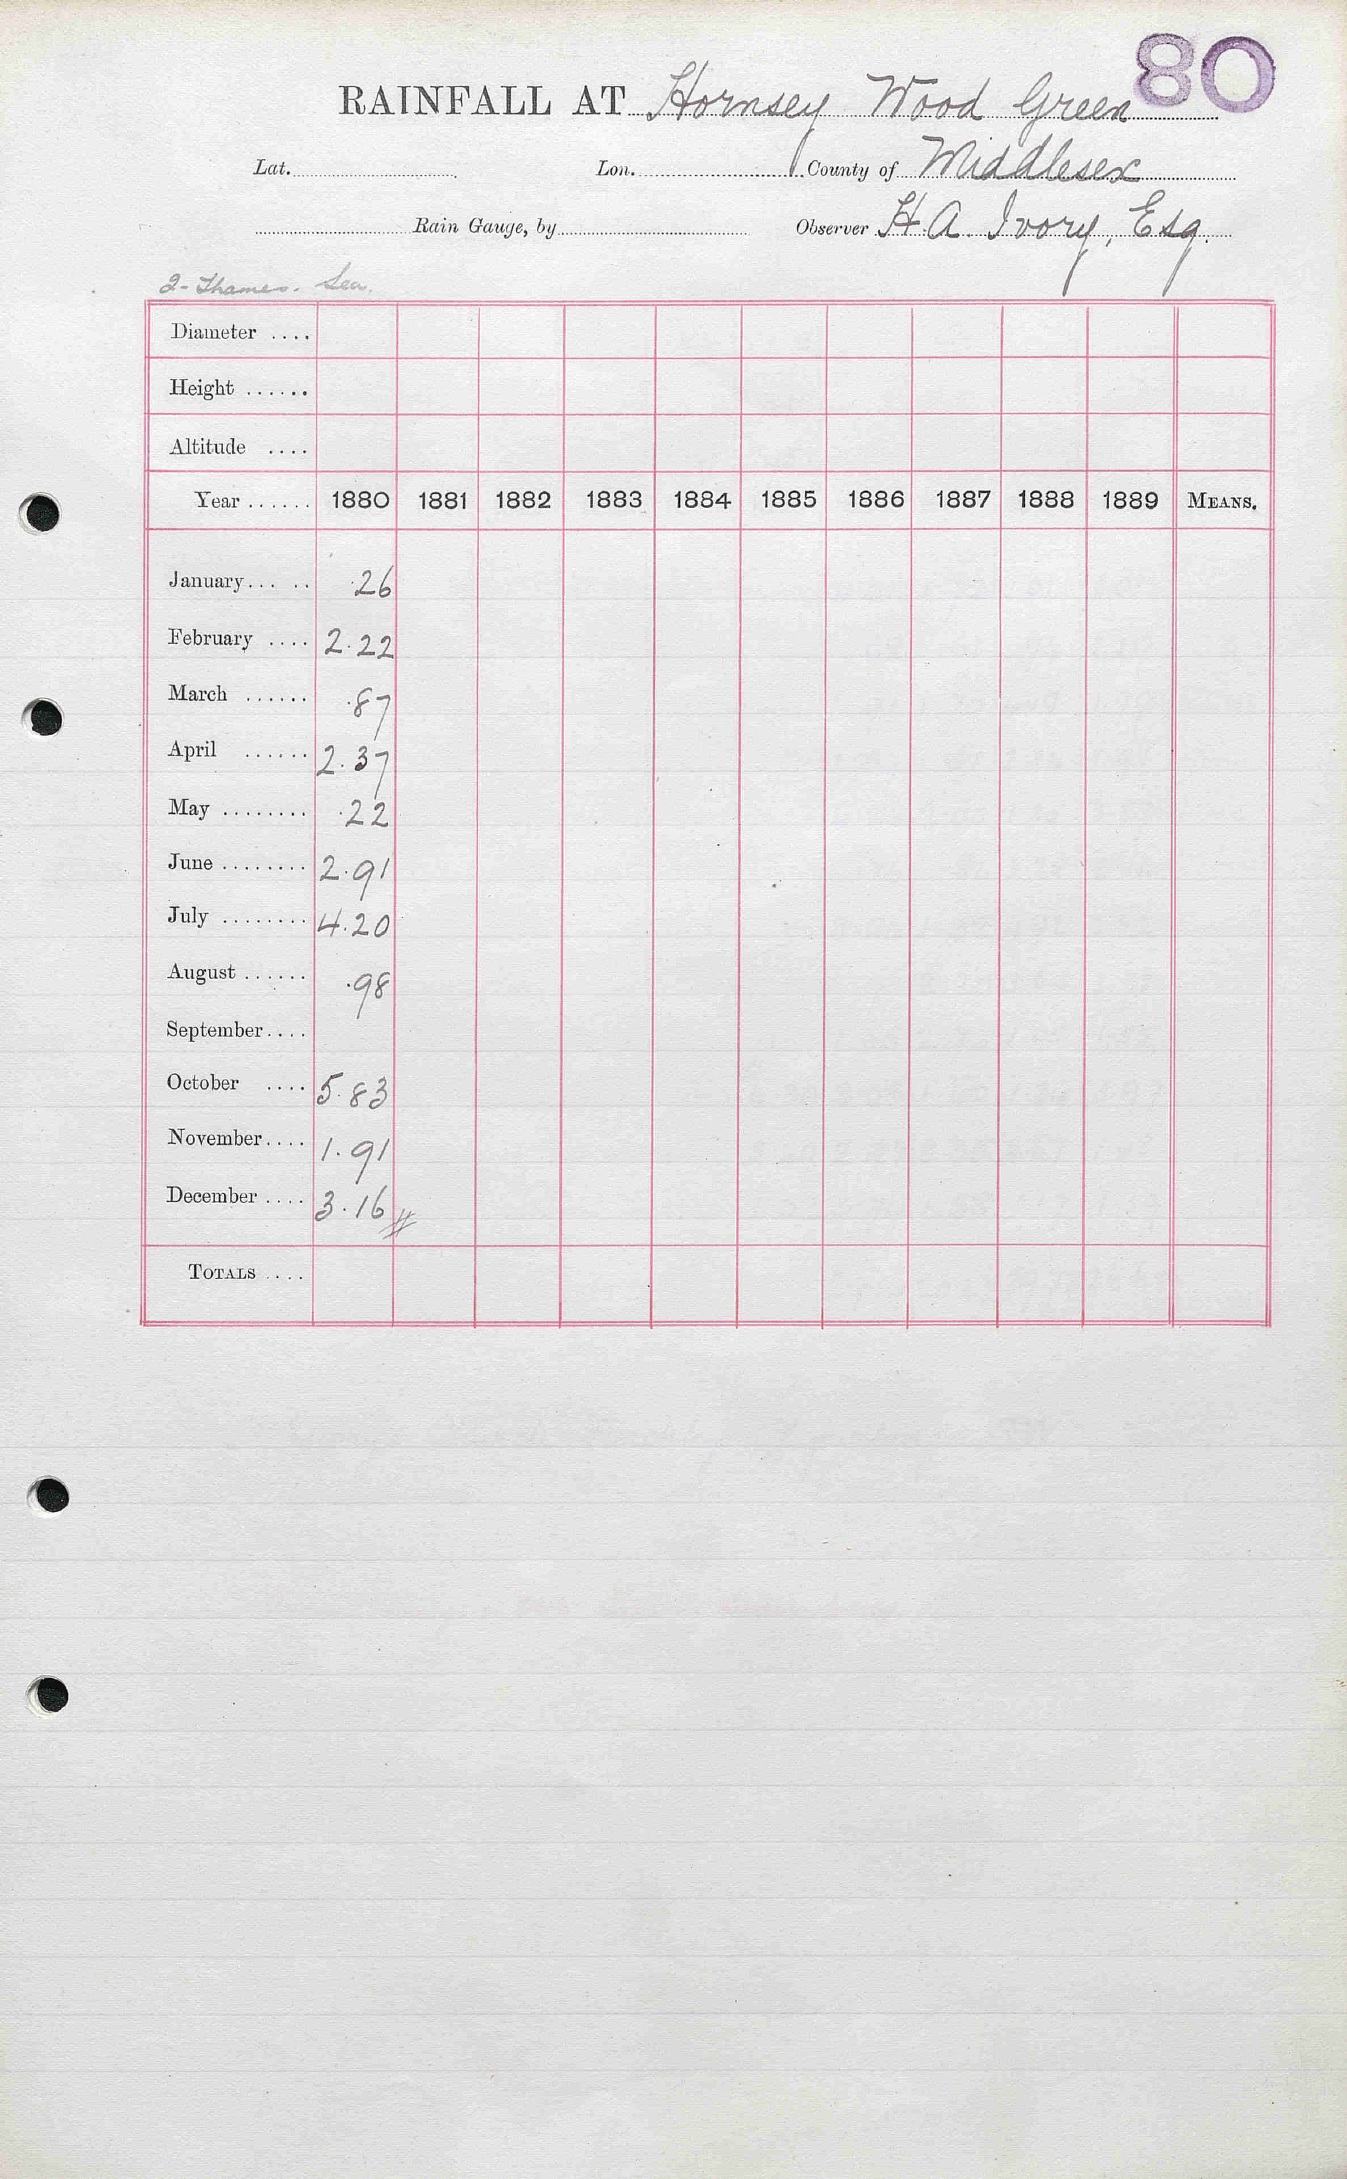 80
RAINFALL AT Hornsey Wood Green
Lat. Lon. County of Middlesex
Rain Gauge, by Observer H. A. Ivory, Esq.
2 - Thames. Sea.
Diameter ....
Height ......
Altitude ....
Year ...... 1880 1881 1882 1883 1884 1885 1886 1887 1888 1889 MEANS.
January... .. .26
February .... 2.22
March ...... .87
April ...... 2.37
May ........ .22
June ........ 2.91
July ........ 4.20
August ...... .98
September....
October .... 5.83
November.... 1.91
December .... 3.16 //
TOTALS ....